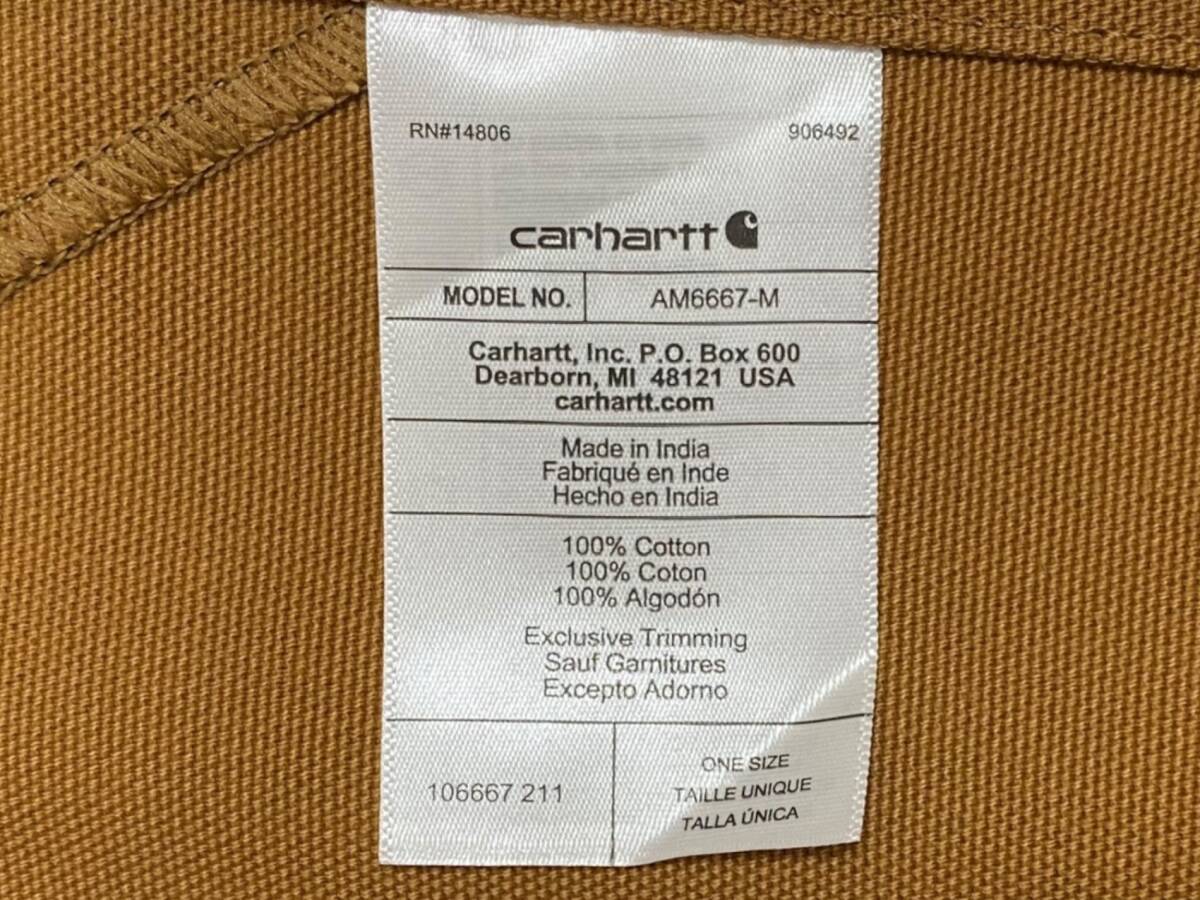 RN#14806 906492
carhartt
MODEL NO. AM6667-M
Carhartt, Inc. P.O. Box 600
Dearborn, MI 48121 USA
carhartt.com
Made in India
Fabriqué en Inde
Hecho en India
100% Cotton
100% Coton
100% Algodón
Exclusive Trimming
Sauf Garnitures
Excepto Adorno
106667 211
ONE SIZE
TAILLE UNIQUE
TALLA ÚNICA